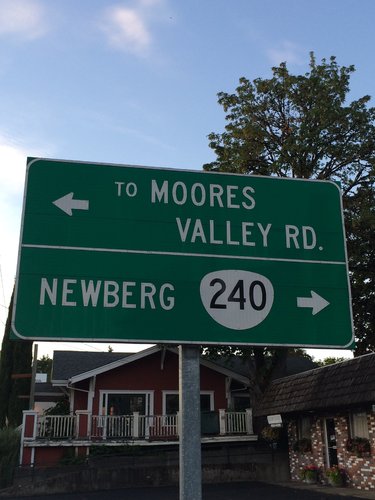 TO MOORES
VALLEY RD.
NEWBERG 240